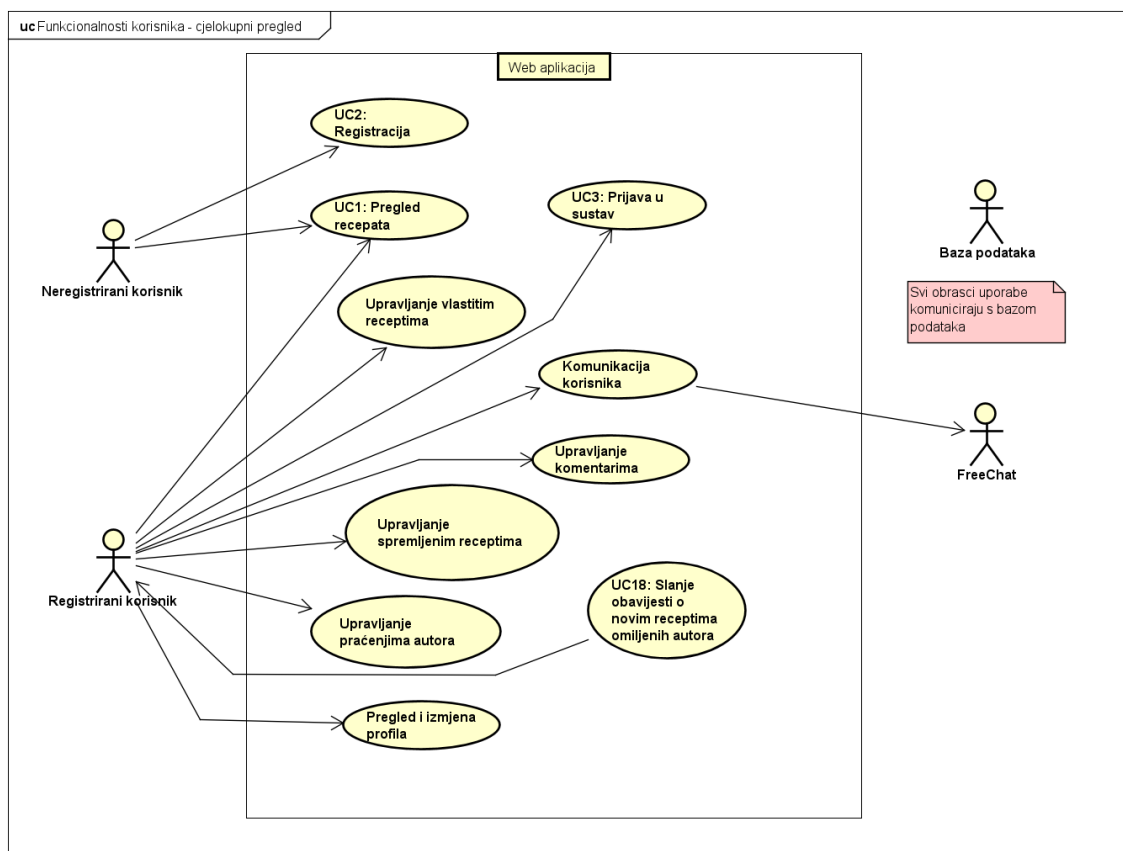 uc Funkcionalnosti korisnika - cjelokupni pregled
Web aplikacija
UC2:
Registracija
UC1: Pregled
recepata
UC3: Prijava u
sustav
Baza podataka
Neregistrirani korisnik
Svi obrasci uporabe
komuniciraju s bazom
podataka
Upravljanje vlastitim
receptima
Komunikacija
korisnika
Upravljanje
komentarima
FreeChat
Upravljanje
spremljenim receptima
Registrirani korisnik
UC18: Slanje
obavijesti o
novim receptima
omiljenih autora
Upravljanje
praćenjima autora
Pregled i izmjena
profila